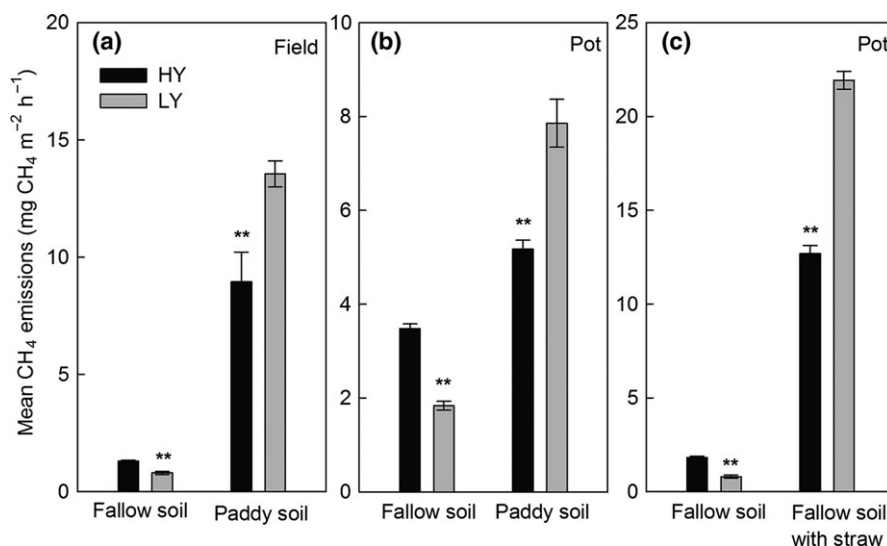 Mean CH₄ emissions (mg CH₄ m⁻² h⁻¹)
(a) Field
HY
LY
20
15
10
5
0
**
**
Fallow soil Paddy soil
(b) Pot
10
8
6
4
2
0
**
**
Fallow soil Paddy soil
(c) Pot
25
20
15
10
5
0
**
**
Fallow soil Fallow soil
with straw